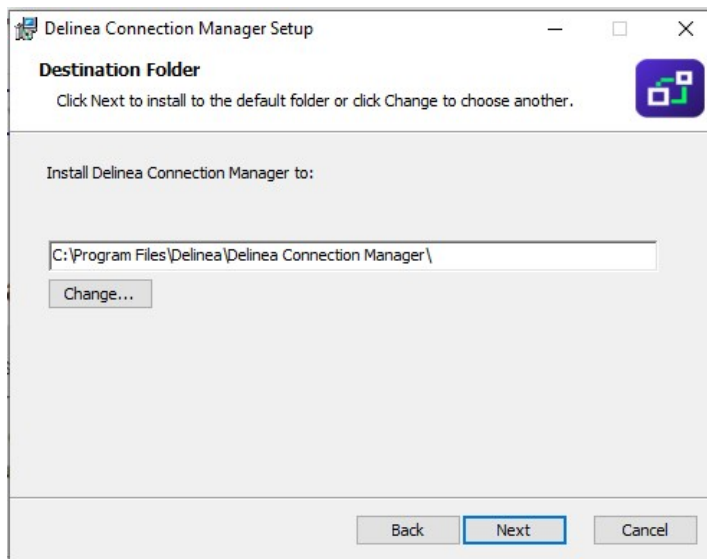 Delinea Connection Manager Setup
Destination Folder
Click Next to install to the default folder or click Change to choose another.
Install Delinea Connection Manager to:
C:\Program Files\Delinea\Delinea Connection Manager\
Change...
Back Next Cancel